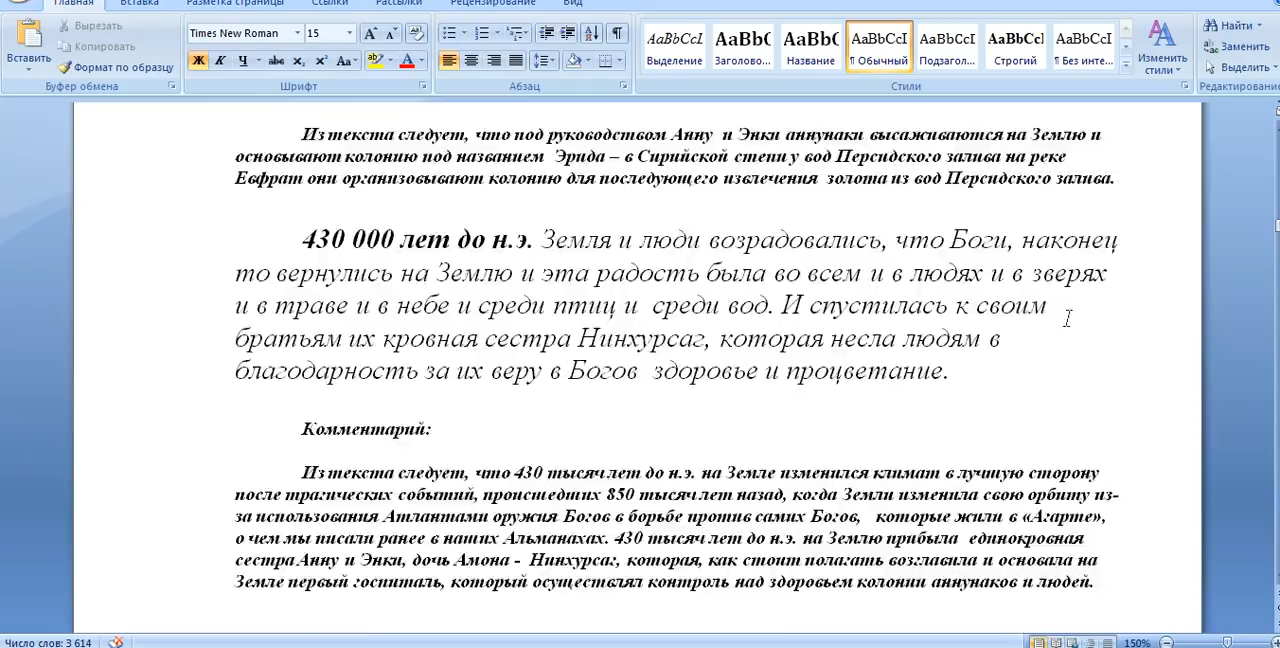 Главная Вставка Разметка страницы Ссылки Рассылки Рецензирование Вид
Вставить
Вырезать
Копировать
Формат по образцу
Буфер обмена
Times New Roman 15
Ж К Ч abc x₂ x² Aa ab A
Шрифт
Абзац
AaBbCcI AaBb( AaBb( AaBbCcI AaBbCcI AaBbCc AaBbCcI
Выделение Заголово... Название ¶ Обычный Подзагол... Строгий ¶ Без инте...
Стили
Изменить
стили
Найти
Заменить
Выделить
Редактирование
Из текста следует, что под руководством Анну и Энки аннунаки высаживаются на Землю и
основывают колонию под названием Эрида – в Сирийской степи у вод Персидского залива на реке
Евфрат они организовывают колонию для последующего извлечения золота из вод Персидского залива.
430 000 лет до н.э. Земля и люди возрадовались, что Боги, наконец
то вернулись на Землю и эта радость была во всем и в людях и в зверях
и в траве и в небе и среди птиц и среди вод. И спустилась к своим
братьям их кровная сестра Нинхурсаг, которая несла людям в
благодарность за их веру в Богов здоровье и процветание.
Комментарий:
Из текста следует, что 430 тысяч лет до н.э. на Земле изменился климат в лучшую сторону
после трагических событий, происшедших 850 тысяч лет назад, когда Земли изменила свою орбиту из-
за использования Атлантами оружия Богов в борьбе против самих Богов, которые жили в «Агарте»,
о чем мы писали ранее в наших Альманахах. 430 тысяч лет до н.э. на Землю прибыла единокровная
сестра Анну и Энки, дочь Амона - Нинхурсаг, которая, как стоит полагать возглавила и основала на
Земле первый госпиталь, который осуществлял контроль над здоровьем колонии аннунаков и людей.
Число слов: 3 614
150%